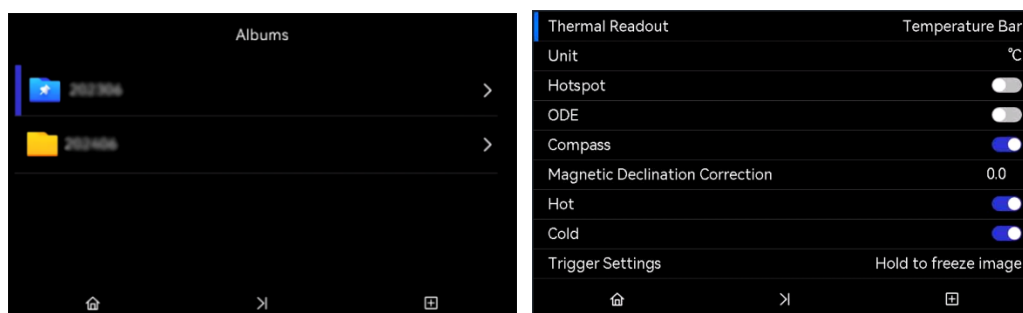 Albums
Thermal Readout Temperature Bar
Unit °C
Hotspot
ODE
Compass
Magnetic Declination Correction 0.0
Hot
Cold
Trigger Settings Hold to freeze image